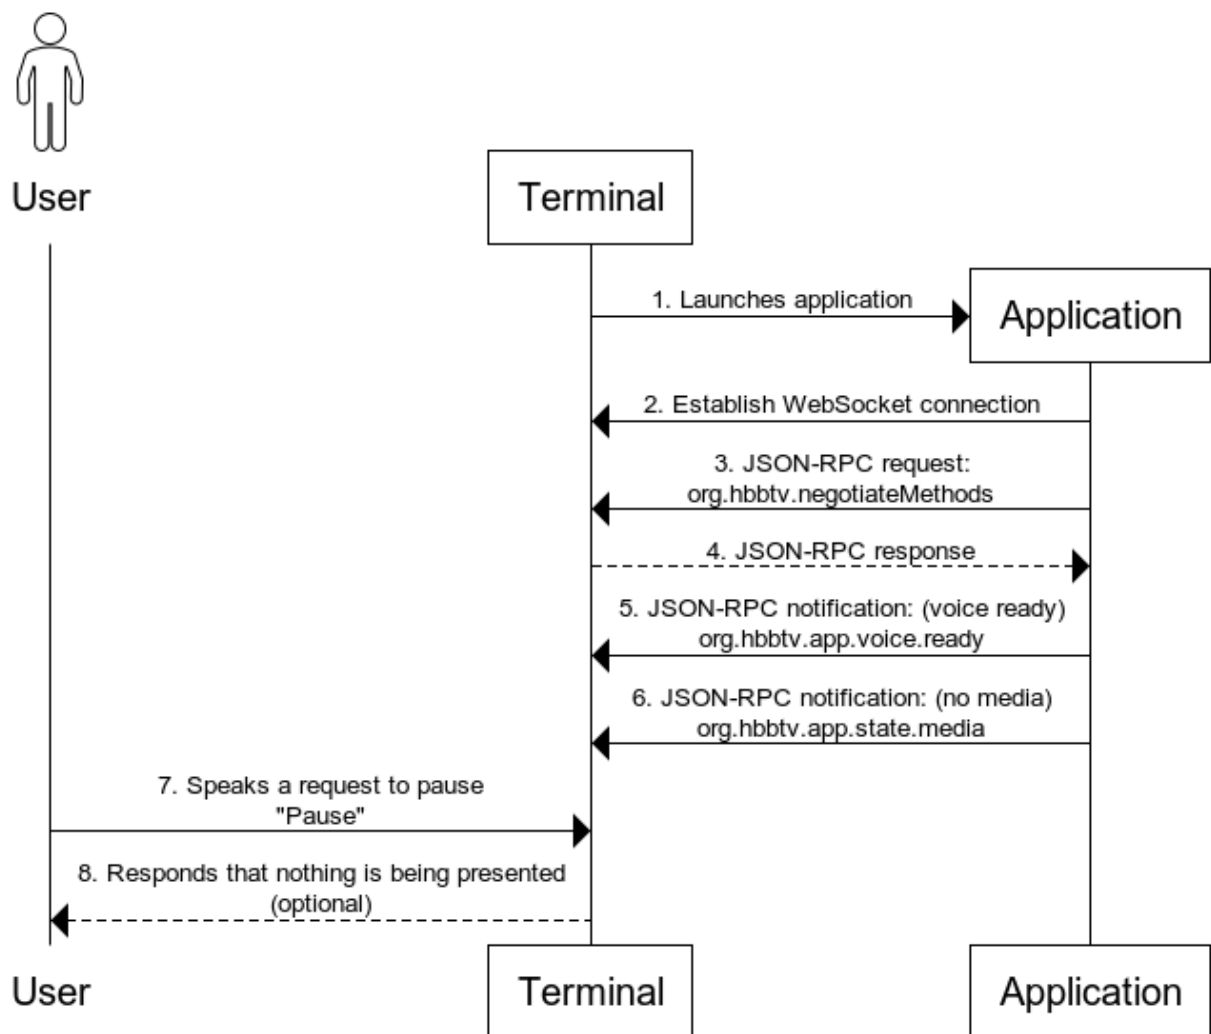 User
Terminal
1. Launches application
Application
2. Establish WebSocket connection
3. JSON-RPC request:
org.hbbtv.negotiateMethods
4. JSON-RPC response
5. JSON-RPC notification: (voice ready)
org.hbbtv.app.voice.ready
6. JSON-RPC notification: (no media)
org.hbbtv.app.state.media
7. Speaks a request to pause
"Pause"
8. Responds that nothing is being presented
(optional)
User
Terminal
Application